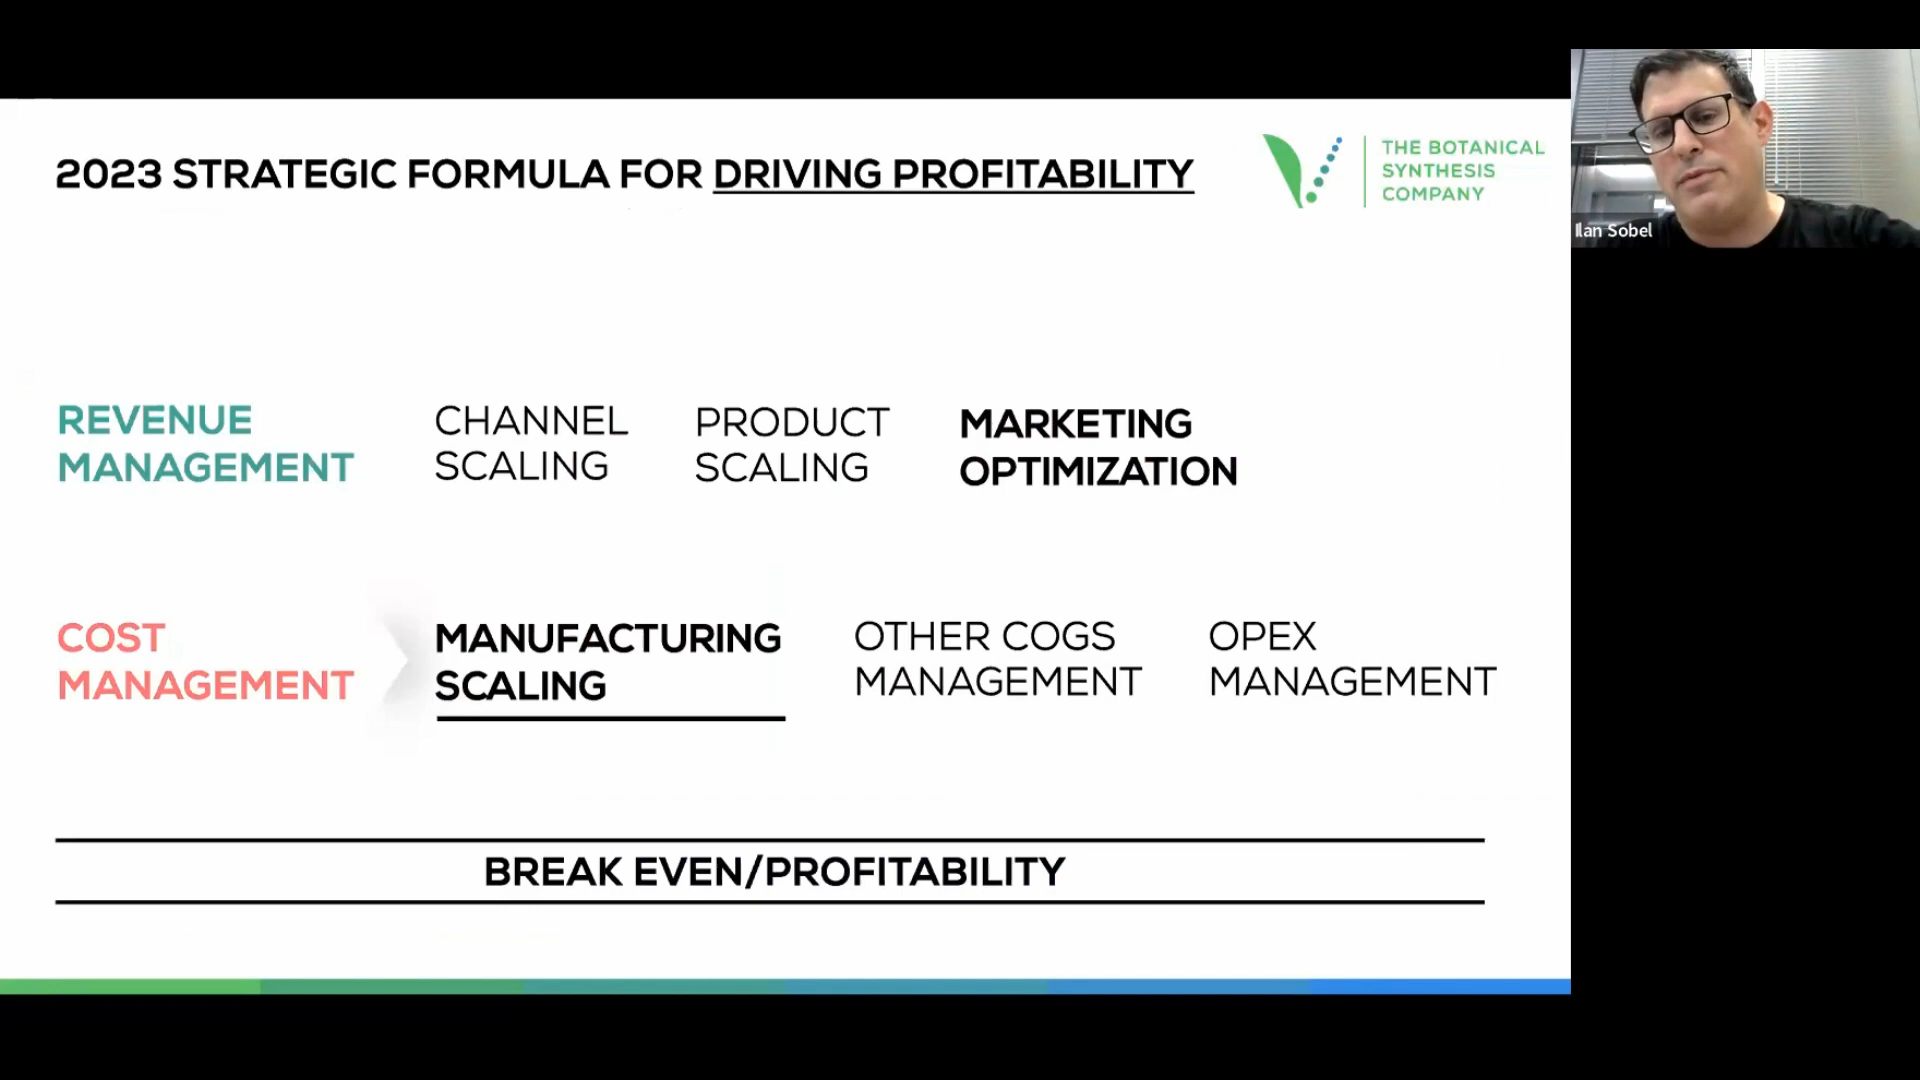 2023 STRATEGIC FORMULA FOR DRIVING PROFITABILITY
THE BOTANICAL
SYNTHESIS
COMPANY
Ilan Sobel
REVENUE
MANAGEMENT
CHANNEL
SCALING
PRODUCT
SCALING
MARKETING
OPTIMIZATION
COST
MANAGEMENT
MANUFACTURING
SCALING
OTHER COGS
MANAGEMENT
OPEX
MANAGEMENT
BREAK EVEN/PROFITABILITY